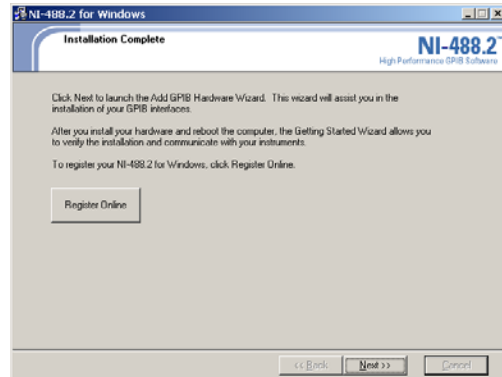 NI-488.2 for Windows
Installation Complete
NI-488.2™
High Performance GPIB Software
Click Next to launch the Add GPIB Hardware Wizard. This wizard will assist you in the
installation of your GPIB interfaces.
After you install your hardware and reboot the computer, the Getting Started Wizard allows you
to verify the installation and communicate with your instruments.
To register your NI-488.2 for Windows, click Register Online.
Register Online
<< Back
Next >>
Cancel